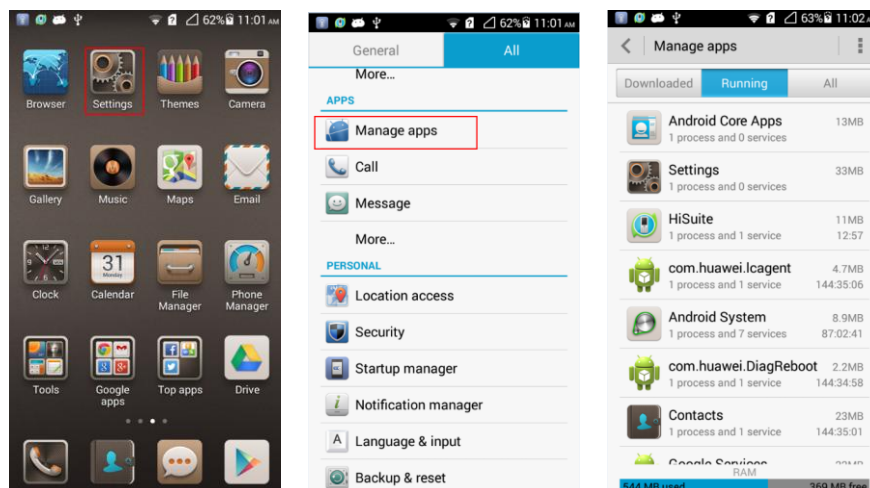 62% 11:01 AM
Browser
Settings
Themes
Camera
Gallery
Music
Maps
Email
31
Monday
Clock
Calendar
File
Manager
Phone
Manager
Tools
Google
apps
Top apps
Drive
62% 11:01 AM
General
All
More...
APPS
Manage apps
Call
Message
More...
PERSONAL
Location access
Security
Startup manager
Notification manager
A Language & input
Backup & reset
63% 11:02
Manage apps
Downloaded
Running
All
Android Core Apps 13MB
1 process and 0 services
Settings 33MB
1 process and 0 services
HiSuite 11MB
1 process and 1 service 12:57
com.huawei.lcagent 4.7MB
1 process and 1 service 144:35:06
Android System 8.9MB
1 process and 7 services 87:02:41
com.huawei.DiagReboot 2.2MB
1 process and 1 service 144:34:58
Contacts 23MB
1 process and 1 service 144:35:01
Google Services
RAM
544 MB used 369 MB free